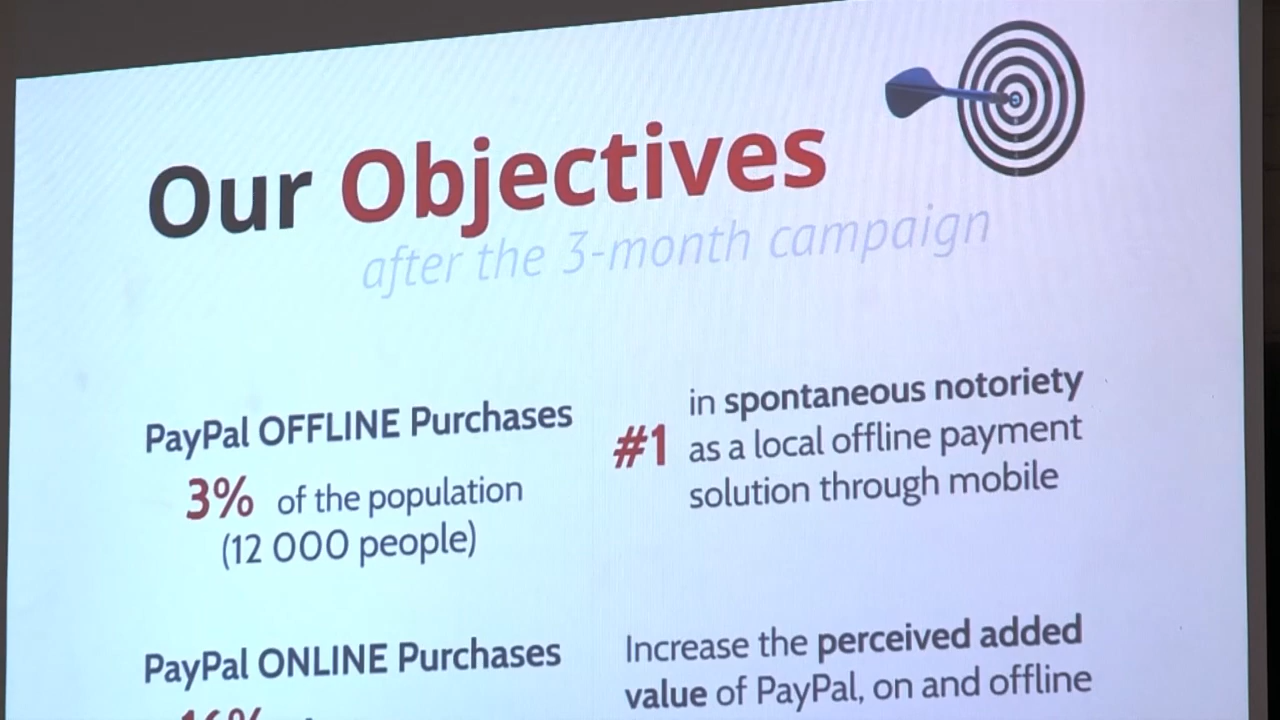 Our Objectives
after the 3-month campaign
PayPal OFFLINE Purchases
3% of the population
(12 000 people)
#1 in spontaneous notoriety
as a local offline payment
solution through mobile
PayPal ONLINE Purchases
Increase the perceived added
value of PayPal, on and offline